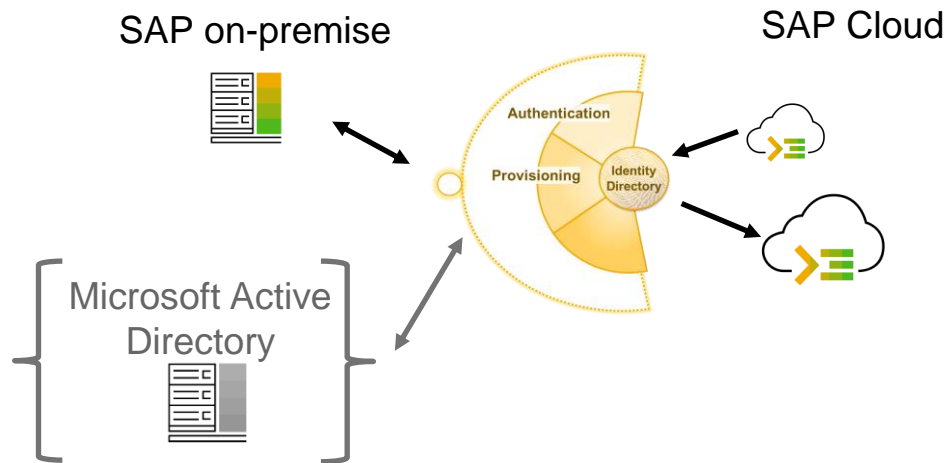 SAP on-premise
SAP Cloud
Authentication
Provisioning
Identity
Directory
Microsoft Active
Directory